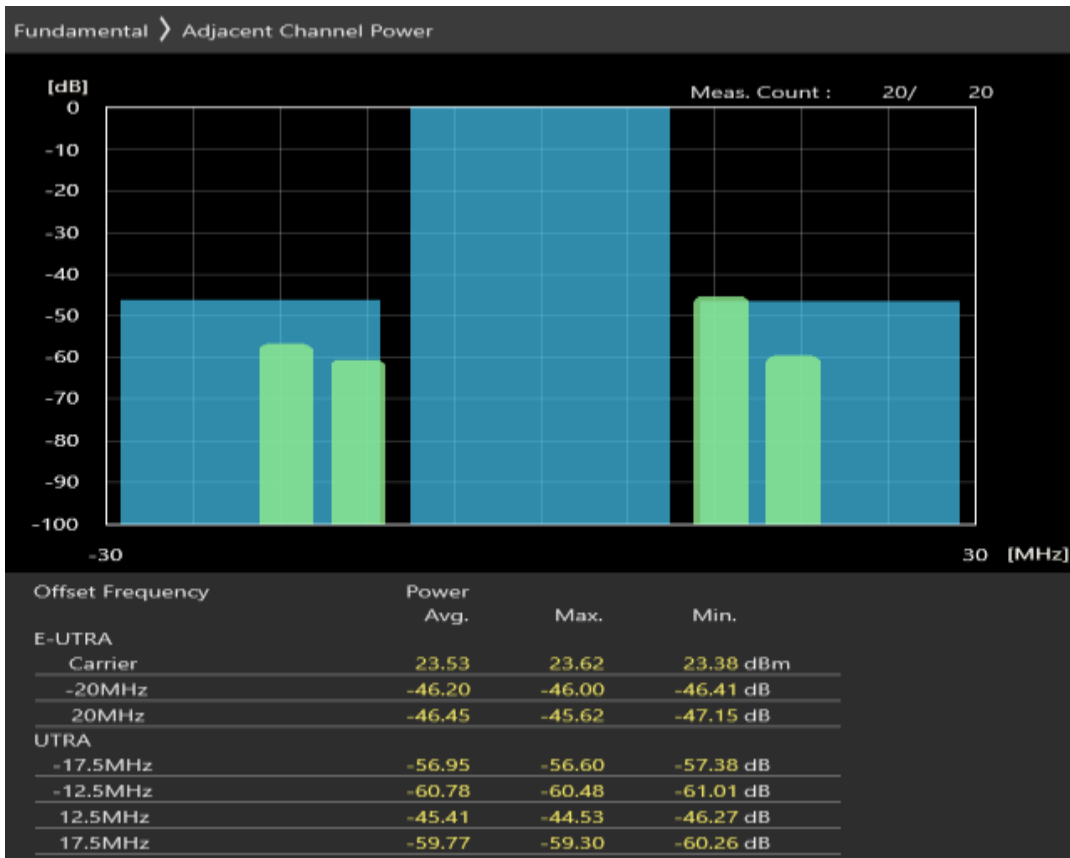 Fundamental ❯ Adjacent Channel Power
[dB]
Meas. Count : 20/ 20
0
-10
-20
-30
-40
-50
-60
-70
-80
-90
-100
-30 30 [MHz]
Offset Frequency Power
Avg. Max. Min.
E-UTRA
Carrier 23.53 23.62 23.38 dBm
-20MHz -46.20 -46.00 -46.41 dB
20MHz -46.45 -45.62 -47.15 dB
UTRA
-17.5MHz -56.95 -56.60 -57.38 dB
-12.5MHz -60.78 -60.48 -61.01 dB
12.5MHz -45.41 -44.53 -46.27 dB
17.5MHz -59.77 -59.30 -60.26 dB